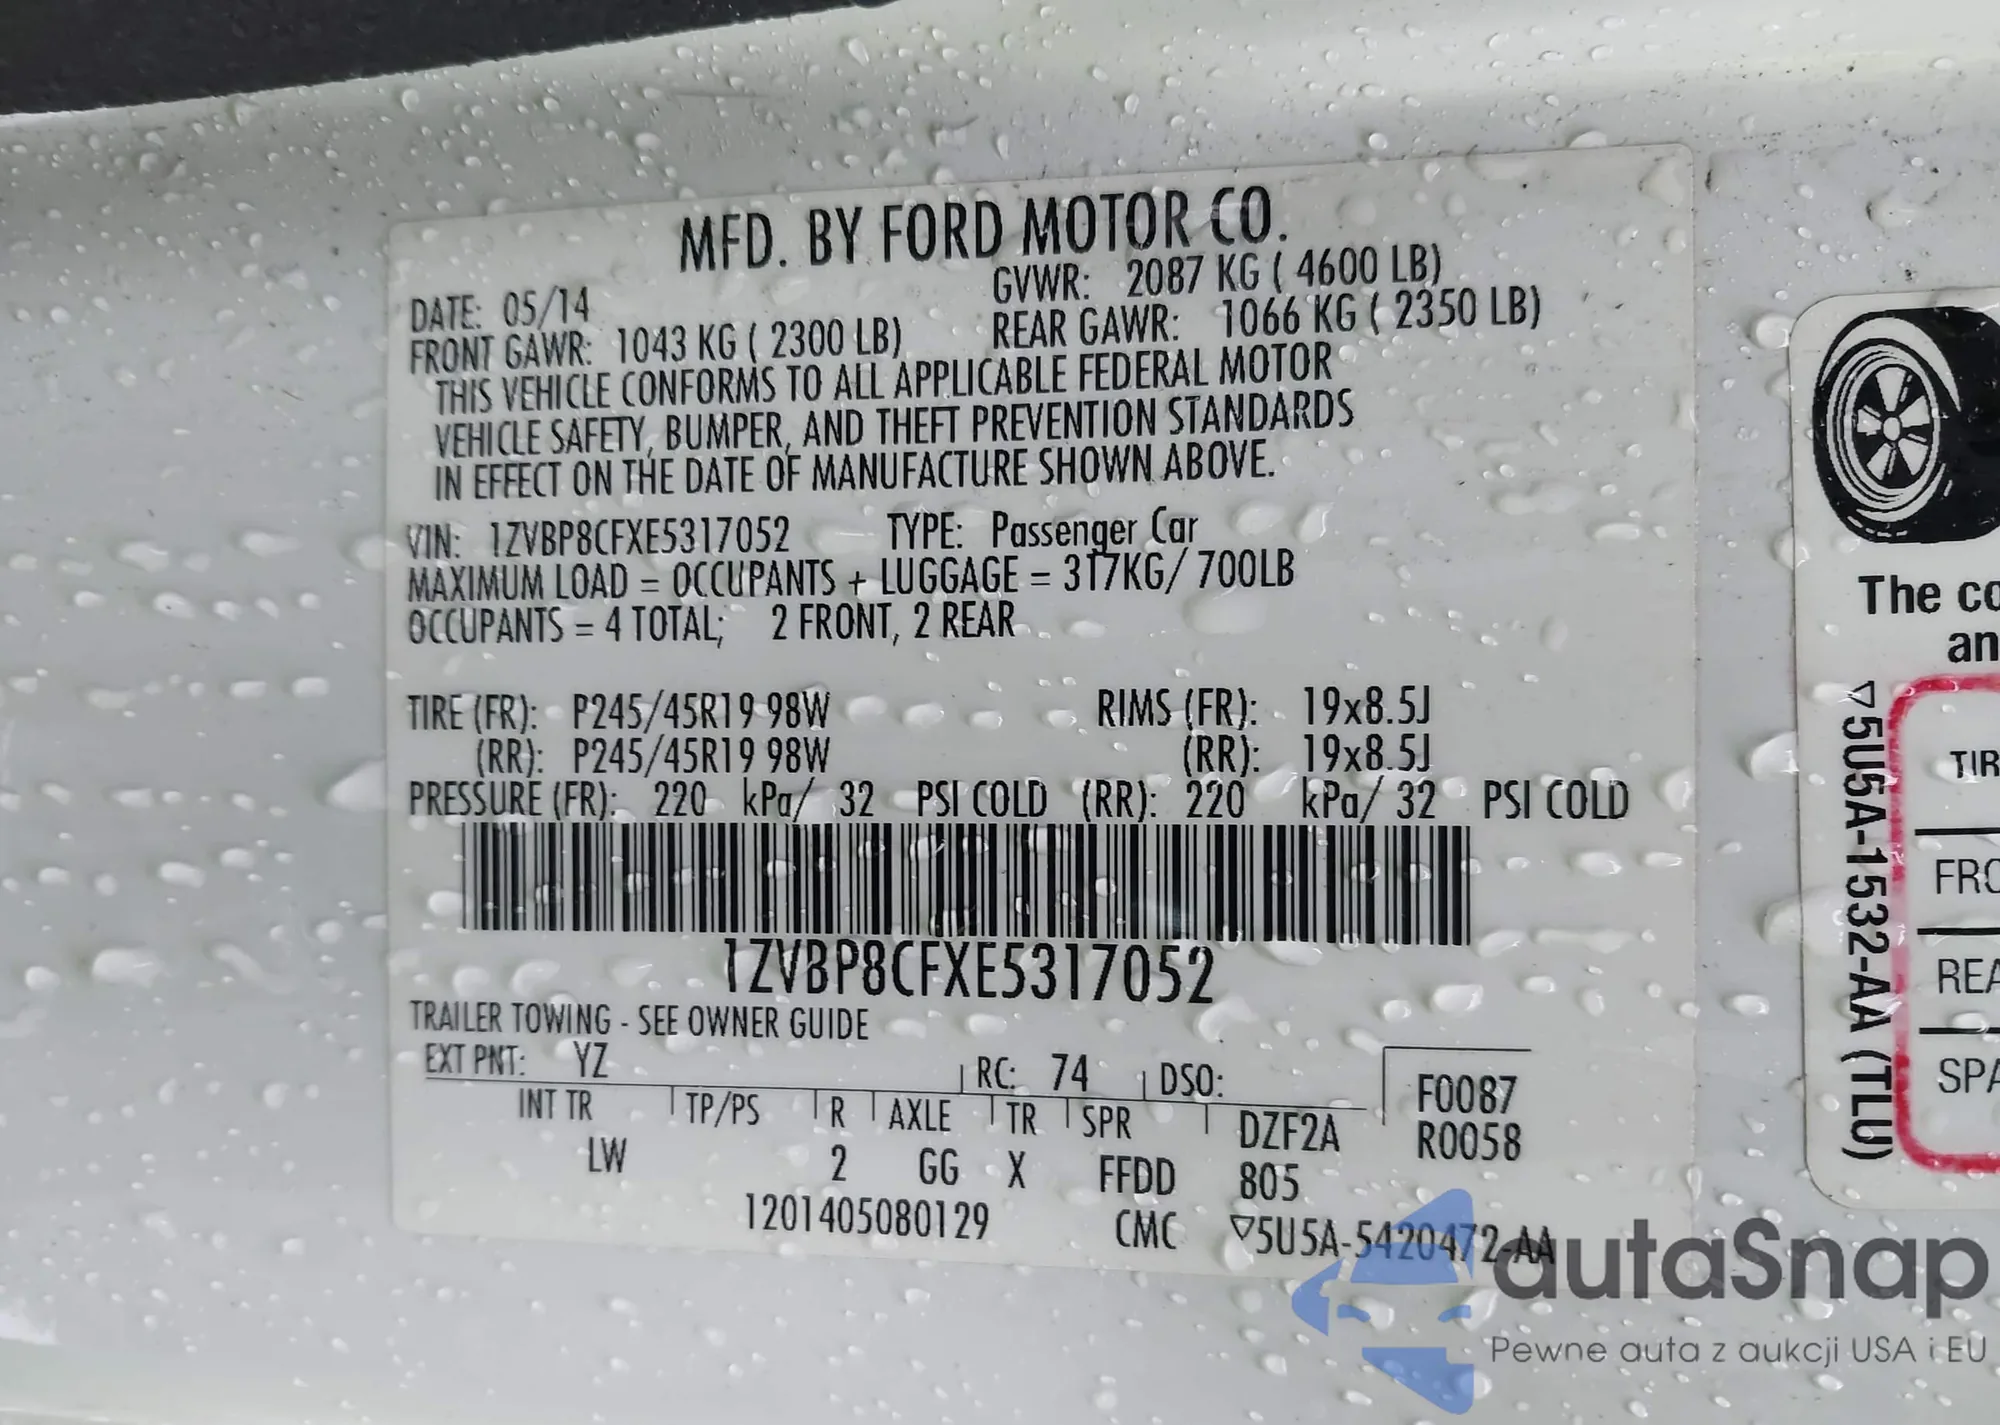 MFD. BY FORD MOTOR CO.
DATE: 05/14 GVWR: 2087 KG ( 4600 LB)
FRONT GAWR: 1043 KG ( 2300 LB) REAR GAWR: 1066 KG ( 2350 LB)
THIS VEHICLE CONFORMS TO ALL APPLICABLE FEDERAL MOTOR
VEHICLE SAFETY, BUMPER, AND THEFT PREVENTION STANDARDS
IN EFFECT ON THE DATE OF MANUFACTURE SHOWN ABOVE.
VIN: 1ZVBP8CFXE5317052 TYPE: Passenger Car
MAXIMUM LOAD = OCCUPANTS + LUGGAGE = 317KG/ 700LB
OCCUPANTS = 4 TOTAL; 2 FRONT, 2 REAR
TIRE (FR): P245/45R19 98W RIMS (FR): 19x8.5J
(RR): P245/45R19 98W (RR): 19x8.5J
PRESSURE (FR): 220 kPa/ 32 PSI COLD (RR): 220 kPa/ 32 PSI COLD
1ZVBP8CFXE5317052
TRAILER TOWING - SEE OWNER GUIDE
EXT PNT: YZ RC: 74 DSO:
INT TR TP/PS R AXLE TR SPR DZF2A
LW 2 GG X FFDD 805
F0087
R0058
1201405080129 CMC ▽5U5A-5420472-AA
The co
an
▽5U5A-1532-AA (TLU)
TIR
FRO
REA
SPA
autaSnap
Pewne auta z aukcji USA i EU